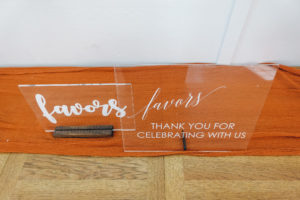 favors
favors
THANK YOU FOR
CELEBRATING WITH US